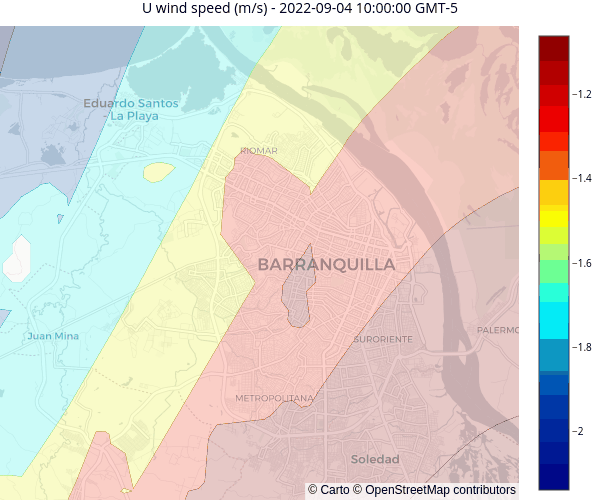 U wind speed (m/s) - 2022-09-04 10:00:00 GMT-5
−1.2
Eduardo Santos
La Playa
RIOMAR
−1.4
BARRANQUILLA
−1.6
Juan Mina
SURORIENTE
PALERMO
−1.8
METROPOLITANA
−2
Soledad
© Carto © OpenStreetMap contributors